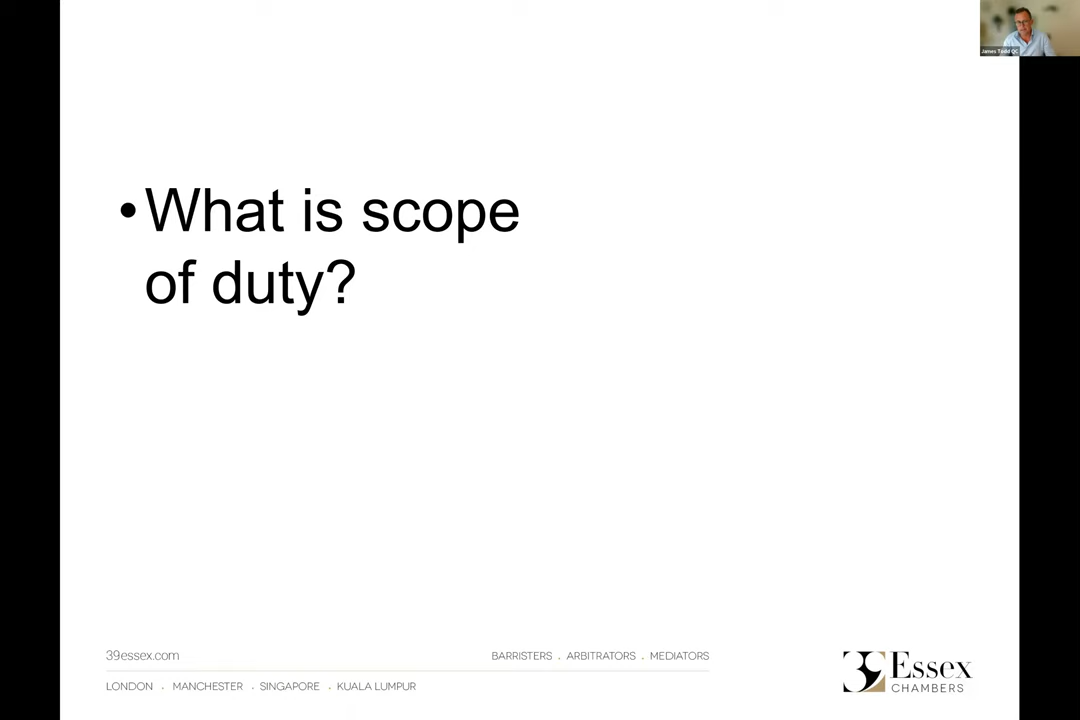 James Todd QC
•What is scope
of duty?
39essex.com
BARRISTERS . ARBITRATORS . MEDIATORS
LONDON . MANCHESTER . SINGAPORE . KUALA LUMPUR
39 Essex
CHAMBERS